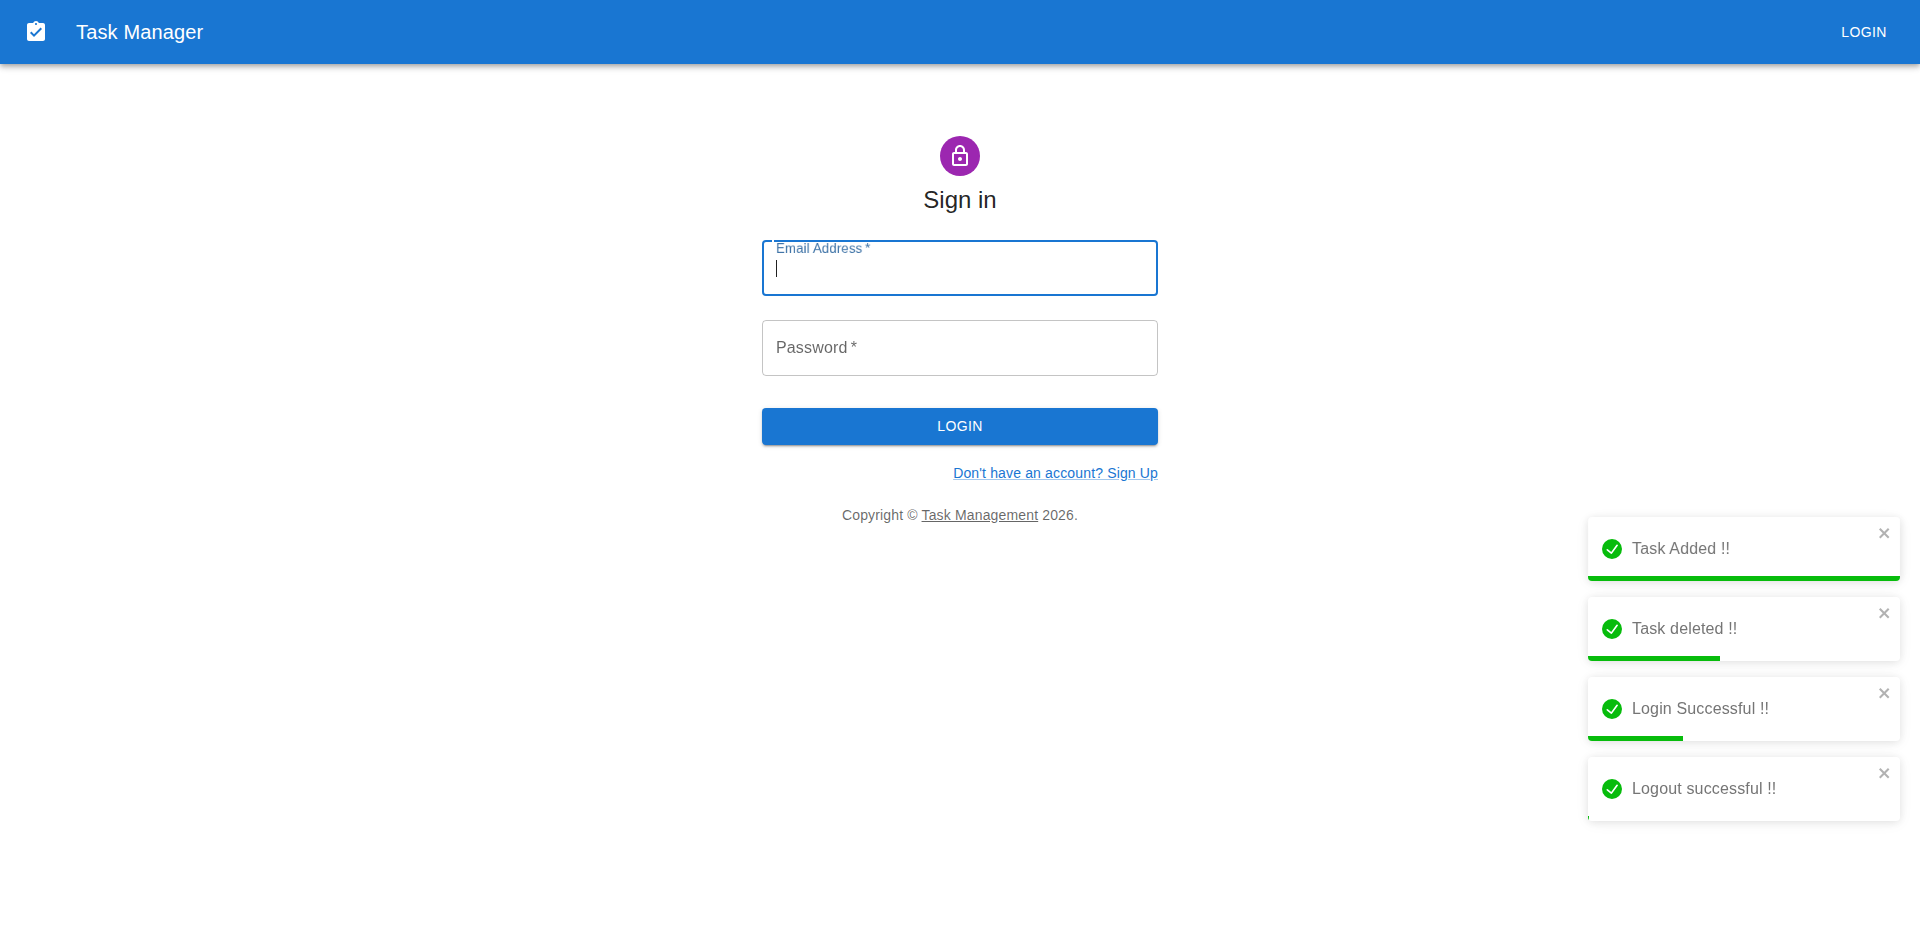 Task Manager
LOGIN
Sign in
Email Address *
Password *
LOGIN
Don't have an account? Sign Up
Copyright © Task Management 2026.
Task Added !!
Task deleted !!
Login Successful !!
Logout successful !!